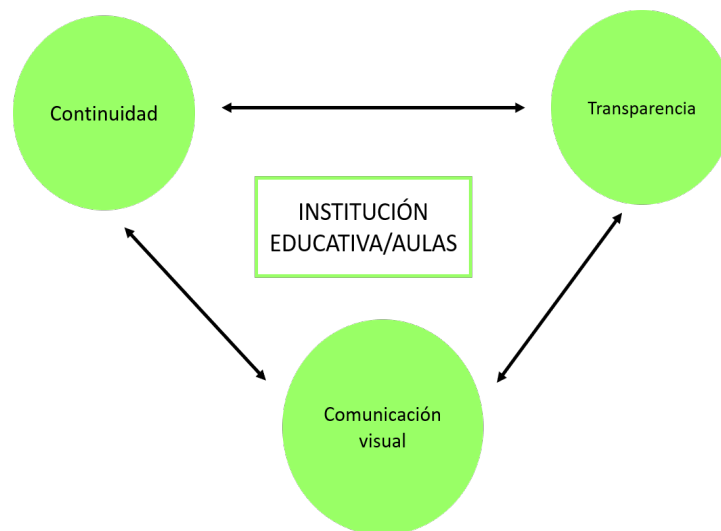 Continuidad
Transparencia
INSTITUCIÓN
EDUCATIVA/AULAS
Comunicación
visual